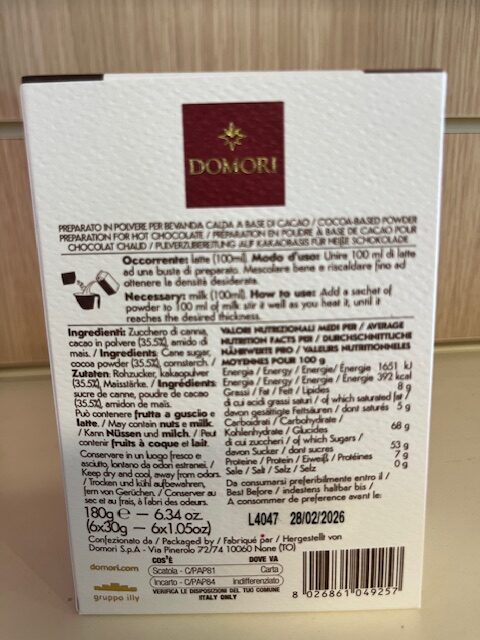 DOMORI
PREPARATO IN POLVERE PER BEVANDA CALDA A BASE DI CACAO / COCOA-BASED POWDER
PREPARATION FOR HOT CHOCOLATE / PREPARATION EN POUDRE À BASE DE CACAO POUR
CHOCOLAT CHAUD / PULVERZUBEREITUNG AUF KAKAOBASIS FÜR HEIßE SCHOKOLADE
Occorrente: latte (100ml). Modo d'uso: Unire 100 ml di latte
ad una busta di preparato. Mescolare bene e riscaldare fino ad
ottenere la densità desiderata.
Necessary: milk (100ml). How to use: Add a sachet of
powder to 100 ml of milk stir it well as you heat it, until it
reaches the desired thickness.
Ingredienti: Zucchero di canna,
cacao in polvere (35.5%), amido di
mais. / Ingredients: Cane sugar,
cocoa powder (35.5%), cornstarch. /
Zutaten: Rohzucker, kakaopulver
(35.5%), Maisstärke. / Ingrédients:
sucre de canne, poudre de cacao
(35.5%), amidon de maïs.
Può contenere frutta a guscio e
latte. / May contain nuts e milk.
/ Kann Nüssen und milch. / Peut
contenir fruits à coque et lait.
Conservare in un luogo fresco e
asciutto, lontano da odori estranei. /
Keep dry and cool, away from odors.
/ Trocken und kühl aufbewahren,
fern von Gerüchen. / Conserver au
sec et au frais, à l'abri des odeurs.
180g e — 6.34 oz.
(6x30g — 6x1.05oz)
VALORI NUTRIZIONALI MEDI PER / AVERAGE
NUTRITION FACTS PER / DURCHSCHNITTLICHE
NÄHRWERTE PRO / VALEURS NUTRITIONNELLES
MOYENNES POUR 100 g
Energia / Energy / Energie/ Energie 1651 kJ
Energia / Energy / Energie / Energie 392 kcal
Grassi / Fat / Fett / Lipides 8 g
di cui acidi grassi saturi / of which saturated fat /
davon gesättigte Fettsäuren / dont saturés 5 g
Carboidrati / Carbohydrate /
Kohlenhydrate / Glucides 68 g
di cui zuccheri / of which Sugars /
davon Sucker / dont sucres 53 g
Proteine / Protein / Eiweiß / Protéines 7 g
Sale / Salt / Salz / Selz 0 g
Da consumarsi preferibilmente entro il /
Best Before / indestens haltbar bis /
A consommer de preference avant le:
L4047 28/02/2026
Confezionato da / Packaged by / Fabriqué par / Hergestellt von
Domori S.p.A - Via Pinerolo 72/74 10060 None (TO)
domori.com
gruppo illy
COS'È DOVE VA
Scatola - C/PAP81 Carta
Incarto - C/PAP84 Indifferenziato
VERIFICA LE DISPOSIZIONI DEL TUO COMUNE
ITALY ONLY
8 026861 049257